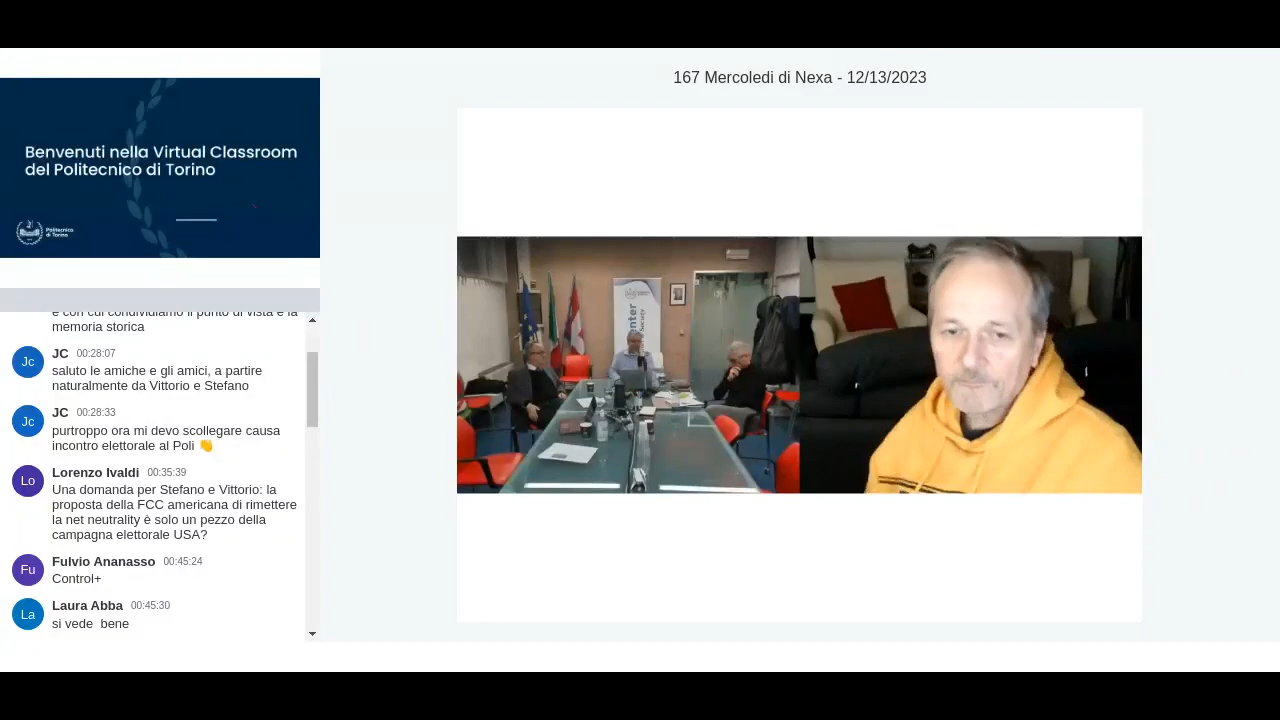 167 Mercoledi di Nexa - 12/13/2023
Benvenuti nella Virtual Classroom
del Politecnico di Torino
Politecnico
di Torino
e con cui condividiamo il punto di vista e la
memoria storica
Jc
JC 00:28:07
saluto le amiche e gli amici, a partire
naturalmente da Vittorio e Stefano
Jc
JC 00:28:33
purtroppo ora mi devo scollegare causa
incontro elettorale al Poli 👏
Lo
Lorenzo Ivaldi 00:35:39
Una domanda per Stefano e Vittorio: la
proposta della FCC americana di rimettere
la net neutrality è solo un pezzo della
campagna elettorale USA?
Fu
Fulvio Ananasso 00:45:24
Control+
La
Laura Abba 00:45:30
si vede  bene